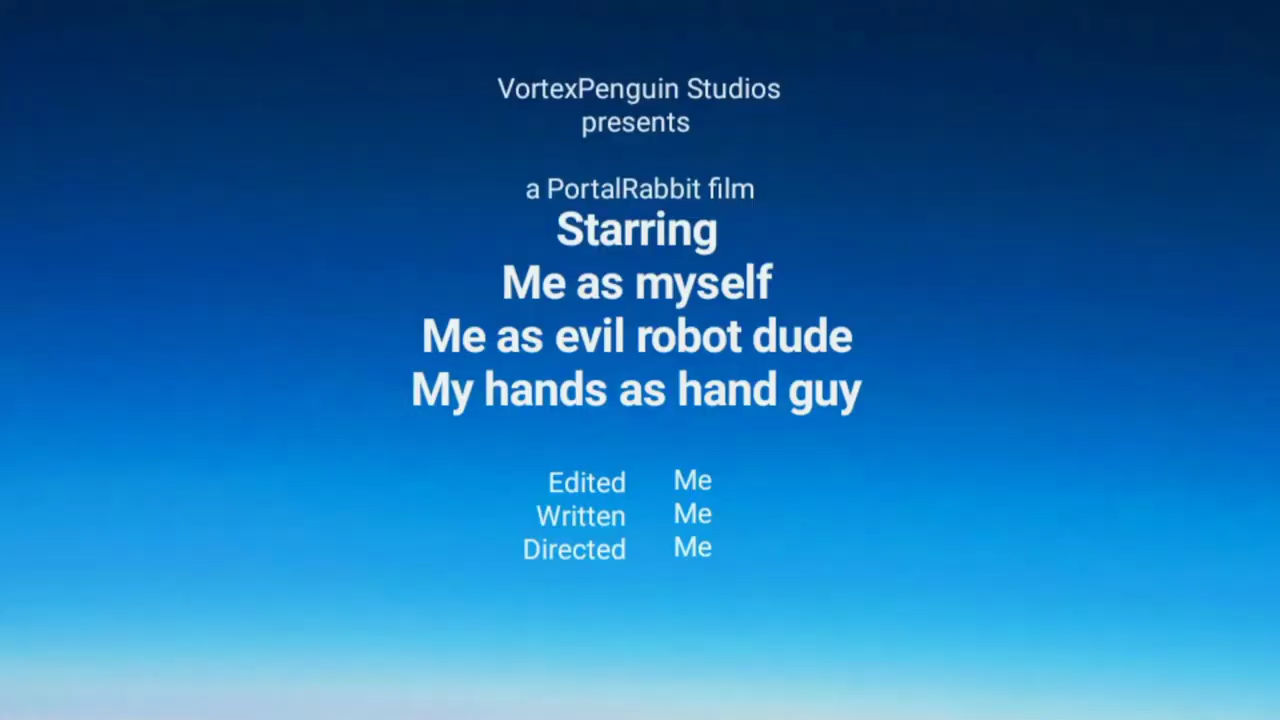 VortexPenguin Studios
presents
a PortalRabbit film
Starring
Me as myself
Me as evil robot dude
My hands as hand guy
Edited Me
Written Me
Directed Me